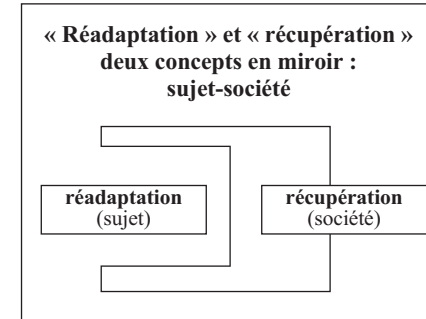 « Réadaptation » et « récupération »
deux concepts en miroir :
sujet-société
réadaptation
(sujet)
récupération
(société)